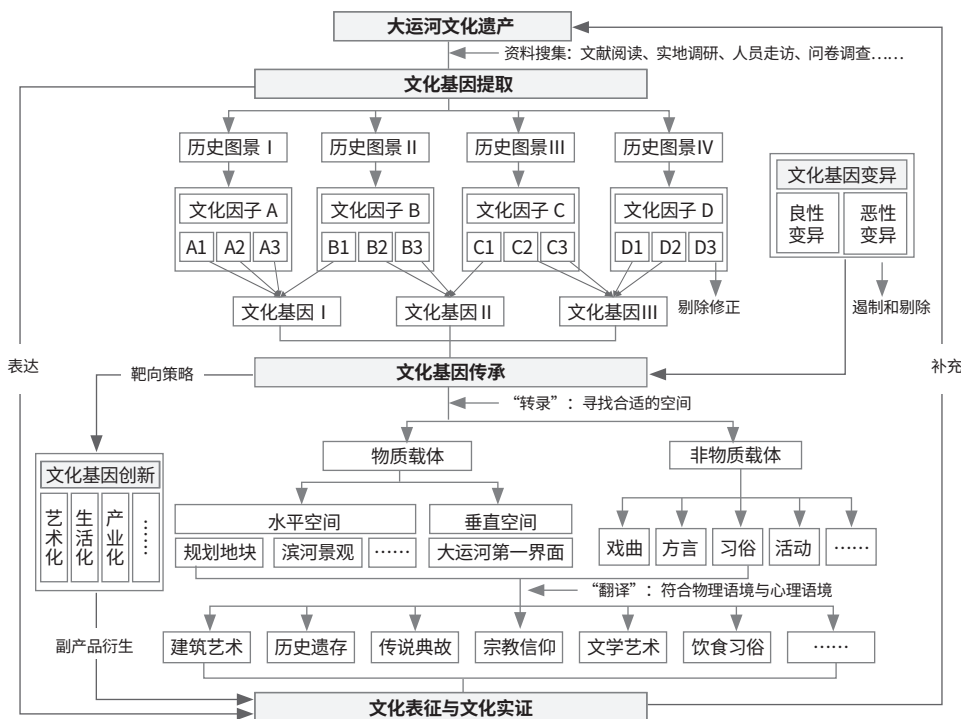 大运河文化遗产
资料搜集：文献阅读、实地调研、人员走访、问卷调查……
文化基因提取
历史图景Ⅰ 历史图景Ⅱ 历史图景III 历史图景IV
文化因子 A 文化因子 B 文化因子 C 文化因子 D
A1 A2 A3 B1 B2 B3 C1 C2 C3 D1 D2 D3
文化基因变异
良性变异 恶性变异
文化基因Ⅰ 文化基因Ⅱ 文化基因III 剔除修正 遏制和剔除
表达 靶向策略 文化基因传承 补充
“转录”：寻找合适的空间
物质载体 非物质载体
文化基因创新
艺术化 生活化 产业化 ……
水平空间 垂直空间
规划地块 滨河景观 …… 大运河第一界面
戏曲 方言 习俗 活动 ……
“翻译”：符合物理语境与心理语境
副产品衍生
建筑艺术 历史遗存 传说典故 宗教信仰 文学艺术 饮食习俗 ……
文化表征与文化实证